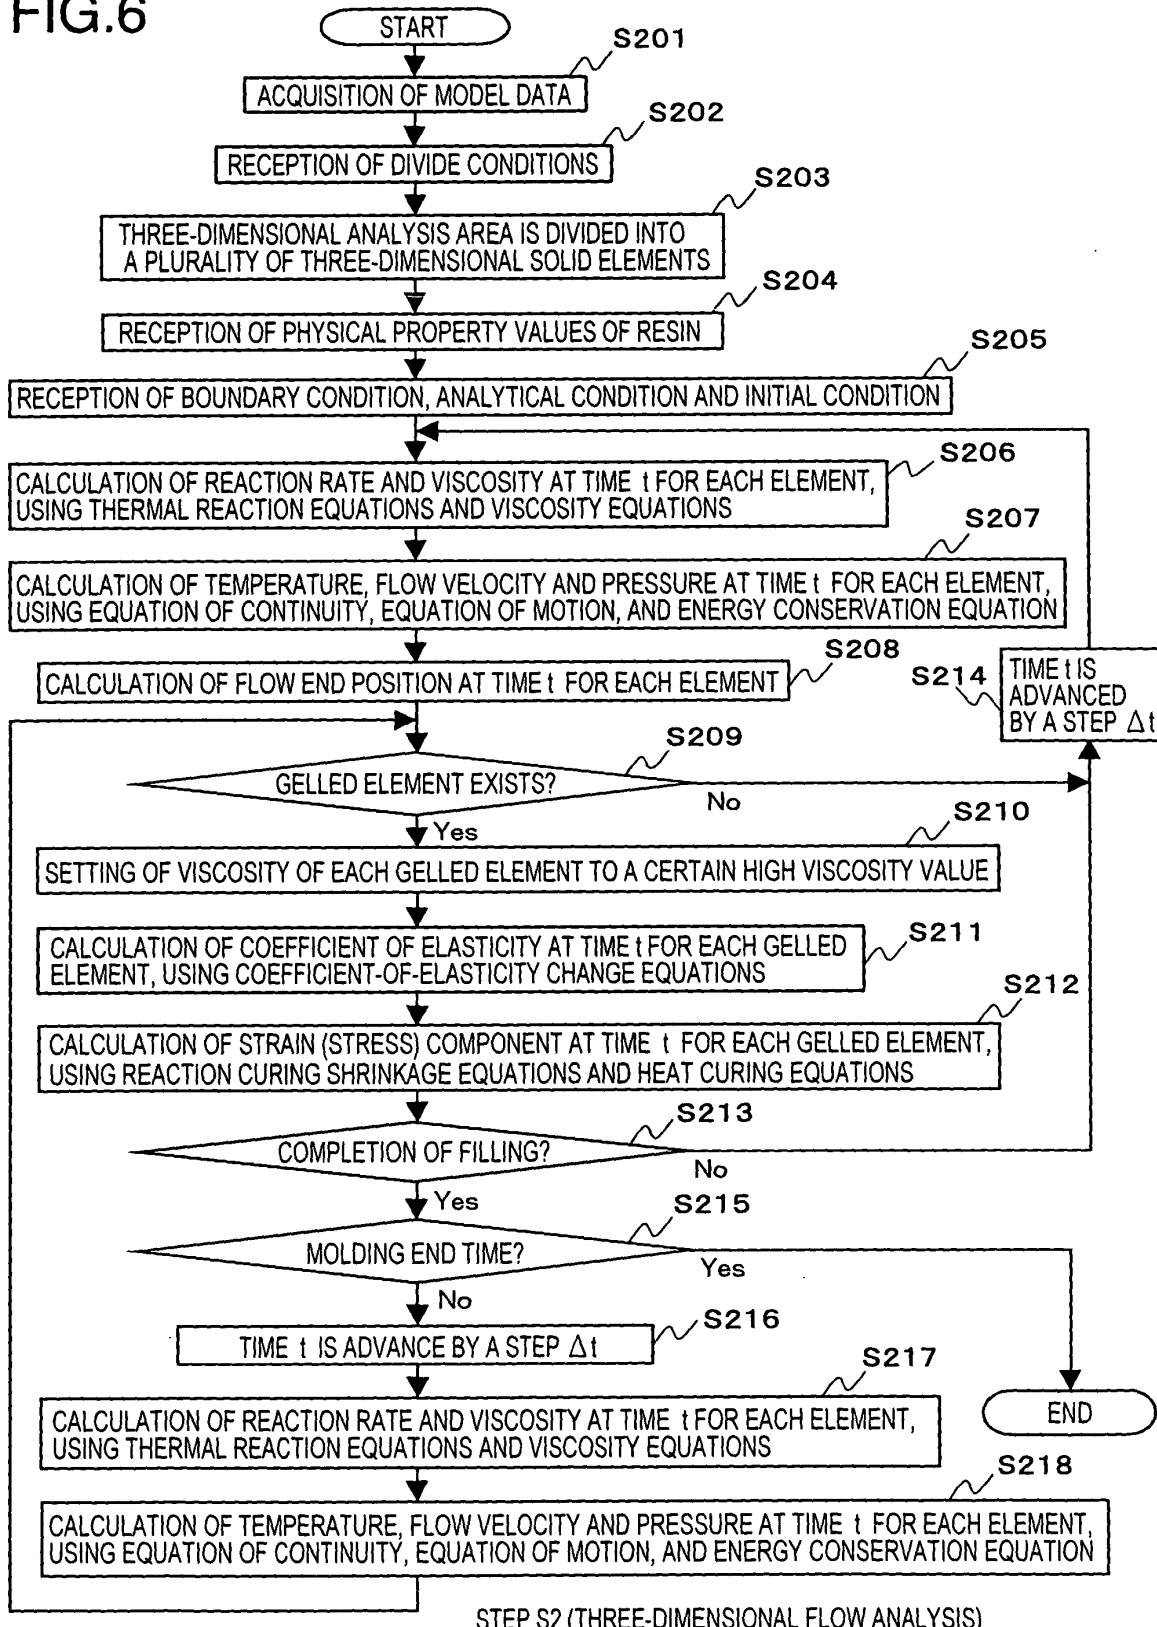 FIG.6
START
S201
ACQUISITION OF MODEL DATA
S202
RECEPTION OF DIVIDE CONDITIONS
S203
THREE-DIMENSIONAL ANALYSIS AREA IS DIVIDED INTO
A PLURALITY OF THREE-DIMENSIONAL SOLID ELEMENTS
S204
RECEPTION OF PHYSICAL PROPERTY VALUES OF RESIN
S205
RECEPTION OF BOUNDARY CONDITION, ANALYTICAL CONDITION AND INITIAL CONDITION
S206
CALCULATION OF REACTION RATE AND VISCOSITY AT TIME t FOR EACH ELEMENT,
USING THERMAL REACTION EQUATIONS AND VISCOSITY EQUATIONS
S207
CALCULATION OF TEMPERATURE, FLOW VELOCITY AND PRESSURE AT TIME t FOR EACH ELEMENT,
USING EQUATION OF CONTINUITY, EQUATION OF MOTION, AND ENERGY CONSERVATION EQUATION
S208
CALCULATION OF FLOW END POSITION AT TIME t FOR EACH ELEMENT
S214
TIME t IS
ADVANCED
BY A STEP Δt
S209
GELLED ELEMENT EXISTS?
No
Yes
S210
SETTING OF VISCOSITY OF EACH GELLED ELEMENT TO A CERTAIN HIGH VISCOSITY VALUE
S211
CALCULATION OF COEFFICIENT OF ELASTICITY AT TIME t FOR EACH GELLED
ELEMENT, USING COEFFICIENT-OF-ELASTICITY CHANGE EQUATIONS
S212
CALCULATION OF STRAIN (STRESS) COMPONENT AT TIME t FOR EACH GELLED ELEMENT,
USING REACTION CURING SHRINKAGE EQUATIONS AND HEAT CURING EQUATIONS
S213
COMPLETION OF FILLING?
No
Yes
S215
MOLDING END TIME?
Yes
No
S216
TIME t IS ADVANCE BY A STEP Δt
S217
CALCULATION OF REACTION RATE AND VISCOSITY AT TIME t FOR EACH ELEMENT,
USING THERMAL REACTION EQUATIONS AND VISCOSITY EQUATIONS
END
S218
CALCULATION OF TEMPERATURE, FLOW VELOCITY AND PRESSURE AT TIME t FOR EACH ELEMENT,
USING EQUATION OF CONTINUITY, EQUATION OF MOTION, AND ENERGY CONSERVATION EQUATION
STEP S2 (THREE-DIMENSIONAL FLOW ANALYSIS)